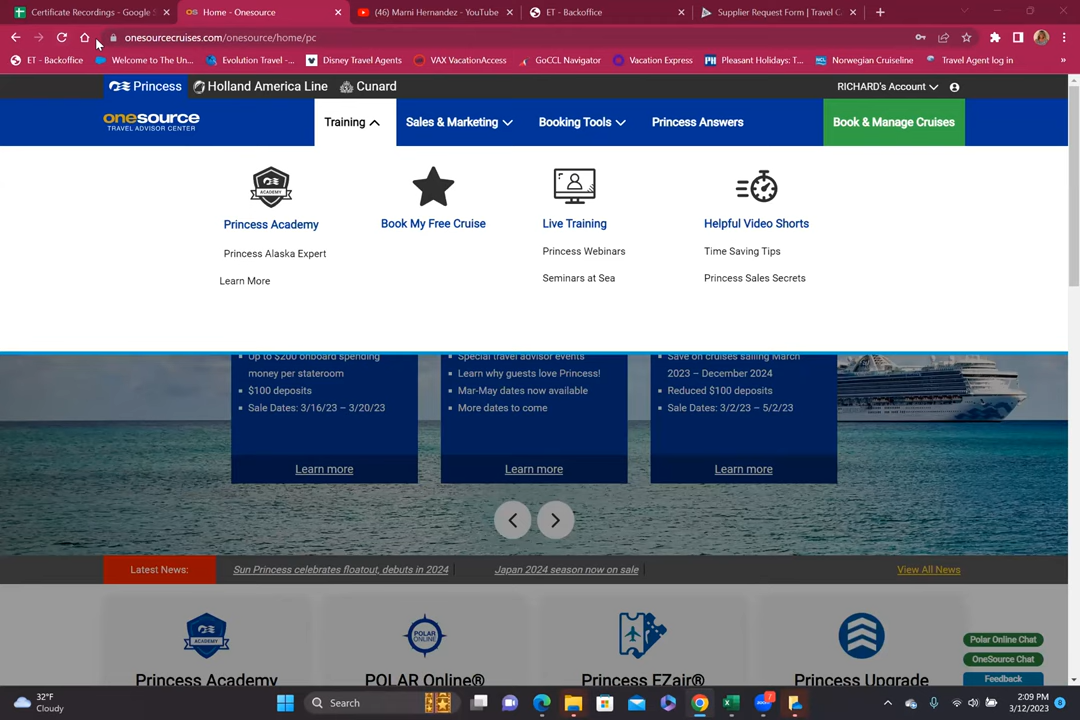 Certificate Recordings - Google S
Home - Onesource
(46) Marni Hernandez - YouTube
ET - Backoffice
Supplier Request Form | Travel C
onesourcecruises.com/onesource/home/pc
ET - Backoffice
Welcome to The Un...
Evolution Travel -...
Disney Travel Agents
VAX VacationAccess
GoCCL Navigator
Vacation Express
Pleasant Holidays: T...
Norwegian Cruiseline
Travel Agent log in
Princess
Holland America Line
Cunard
RICHARD's Account
onesource
TRAVEL ADVISOR CENTER
Training
Sales & Marketing
Booking Tools
Princess Answers
Book & Manage Cruises
ACADEMY
Princess Academy
Book My Free Cruise
Live Training
Helpful Video Shorts
Princess Alaska Expert
Princess Webinars
Time Saving Tips
Learn More
Seminars at Sea
Princess Sales Secrets
Up to $200 onboard spending
money per stateroom
$100 deposits
Sale Dates: 3/16/23 – 3/20/23
Learn more
Special travel advisor events
Learn why guests love Princess!
Mar-May dates now available
More dates to come
Learn more
Save on cruises sailing March
2023 – December 2024
Reduced $100 deposits
Sale Dates: 3/2/23 – 5/2/23
Learn more
Latest News:
Sun Princess celebrates floatout, debuts in 2024
Japan 2024 season now on sale
View All News
ACADEMY
POLAR
ONLINE
Princess Academy
POLAR Online®
Princess EZair®
Princess Upgrade
Polar Online Chat
OneSource Chat
Feedback
32°F
Cloudy
Search
2:09 PM
3/12/2023